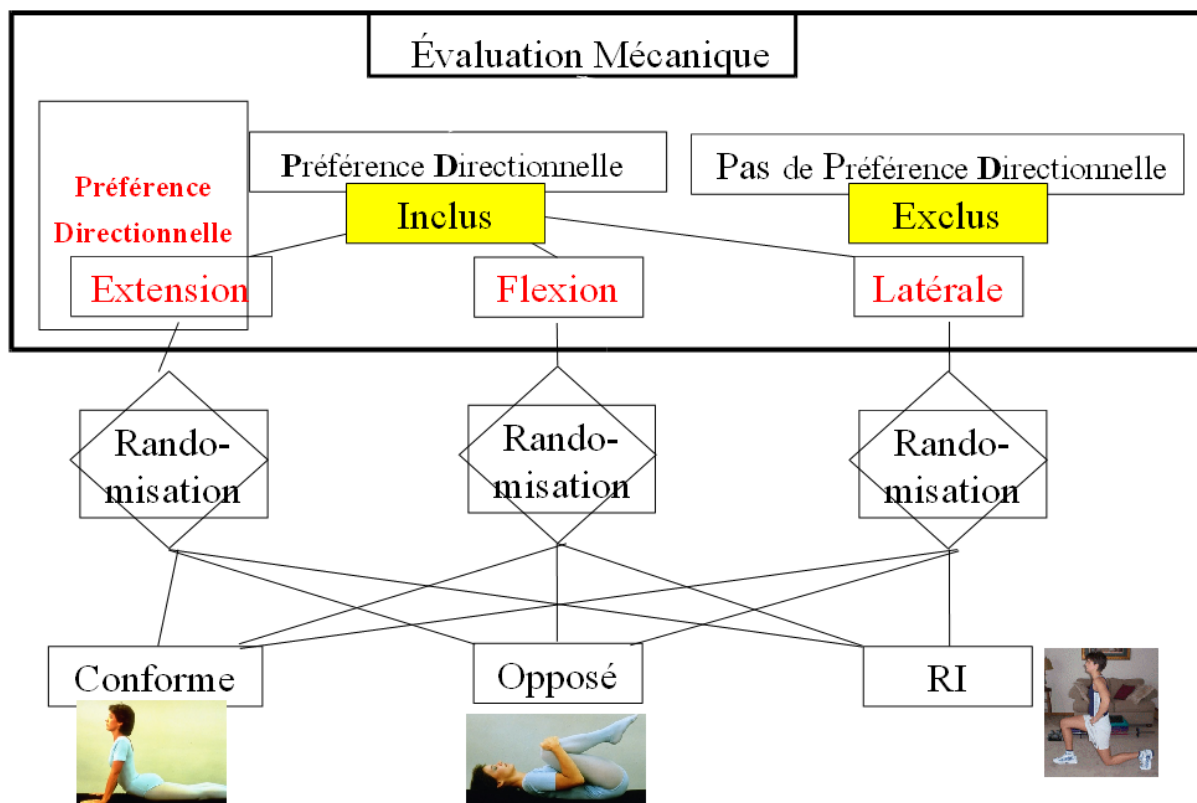 Évaluation Mécanique
Préférence
Directionnelle
Préférence Directionnelle
Pas de Préférence Directionnelle
Inclus
Exclus
Extension
Flexion
Latérale
Rando-
misation
Rando-
misation
Rando-
misation
Conforme
Opposé
RI